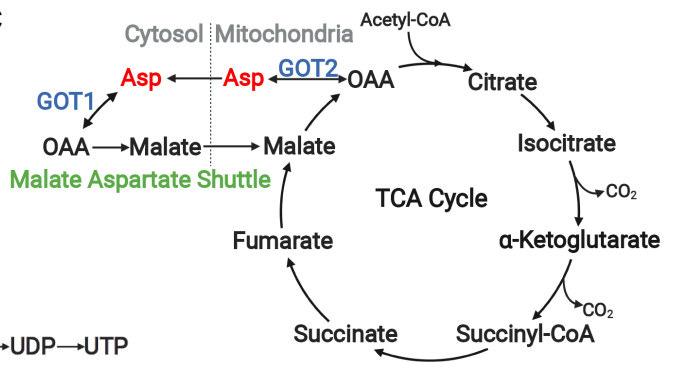 Cytosol Mitochondria
Acetyl-CoA
Asp Asp GOT2 OAA Citrate
GOT1
OAA Malate Malate Isocitrate
Malate Aspartate Shuttle
TCA Cycle
CO₂
Fumarate α-Ketoglutarate
CO₂
Succinate Succinyl-CoA
UDP UTP